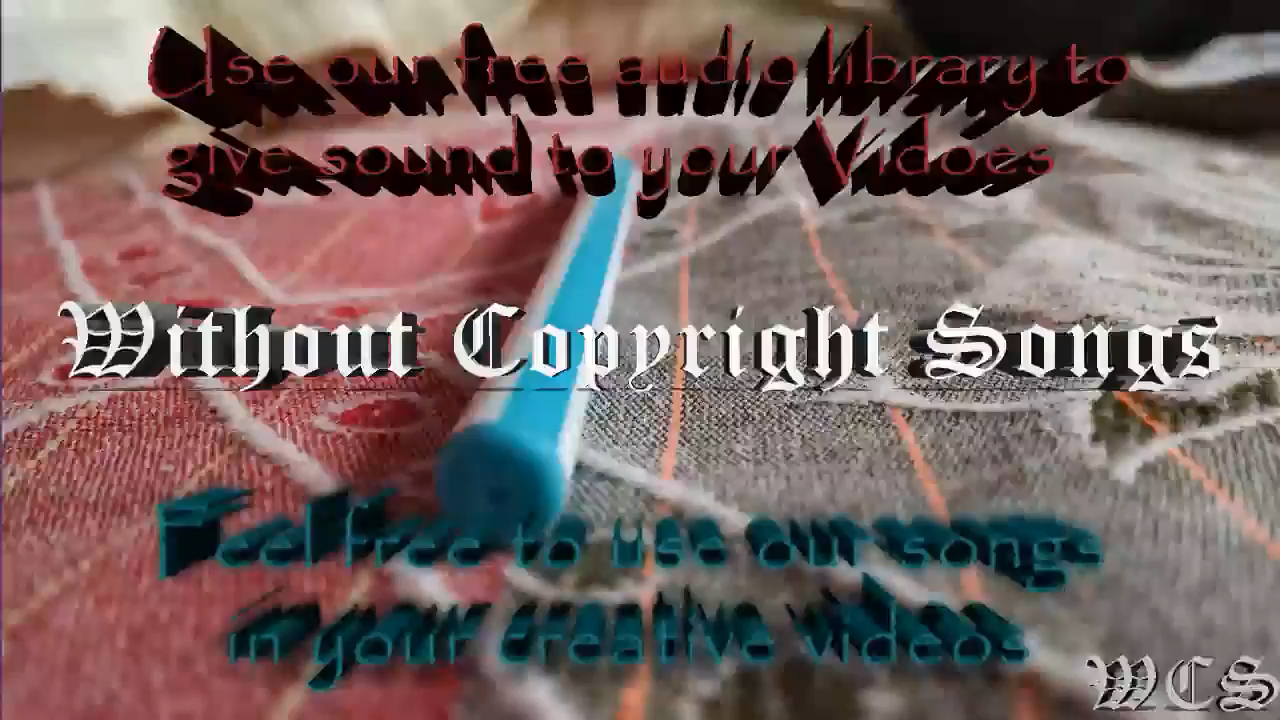 Use our free audio library to
give sound to your Vidoes
Without Copyright Songs
Feel free to use our songs
in your creative videos
WCS